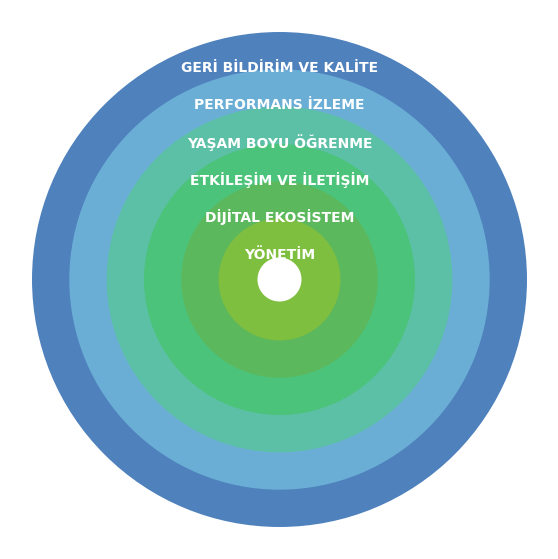 GERİ BİLDİRİM VE KALİTE
PERFORMANS İZLEME
YAŞAM BOYU ÖĞRENME
ETKİLEŞİM VE İLETİŞİM
DİJİTAL EKOSİSTEM
YÖNETİM